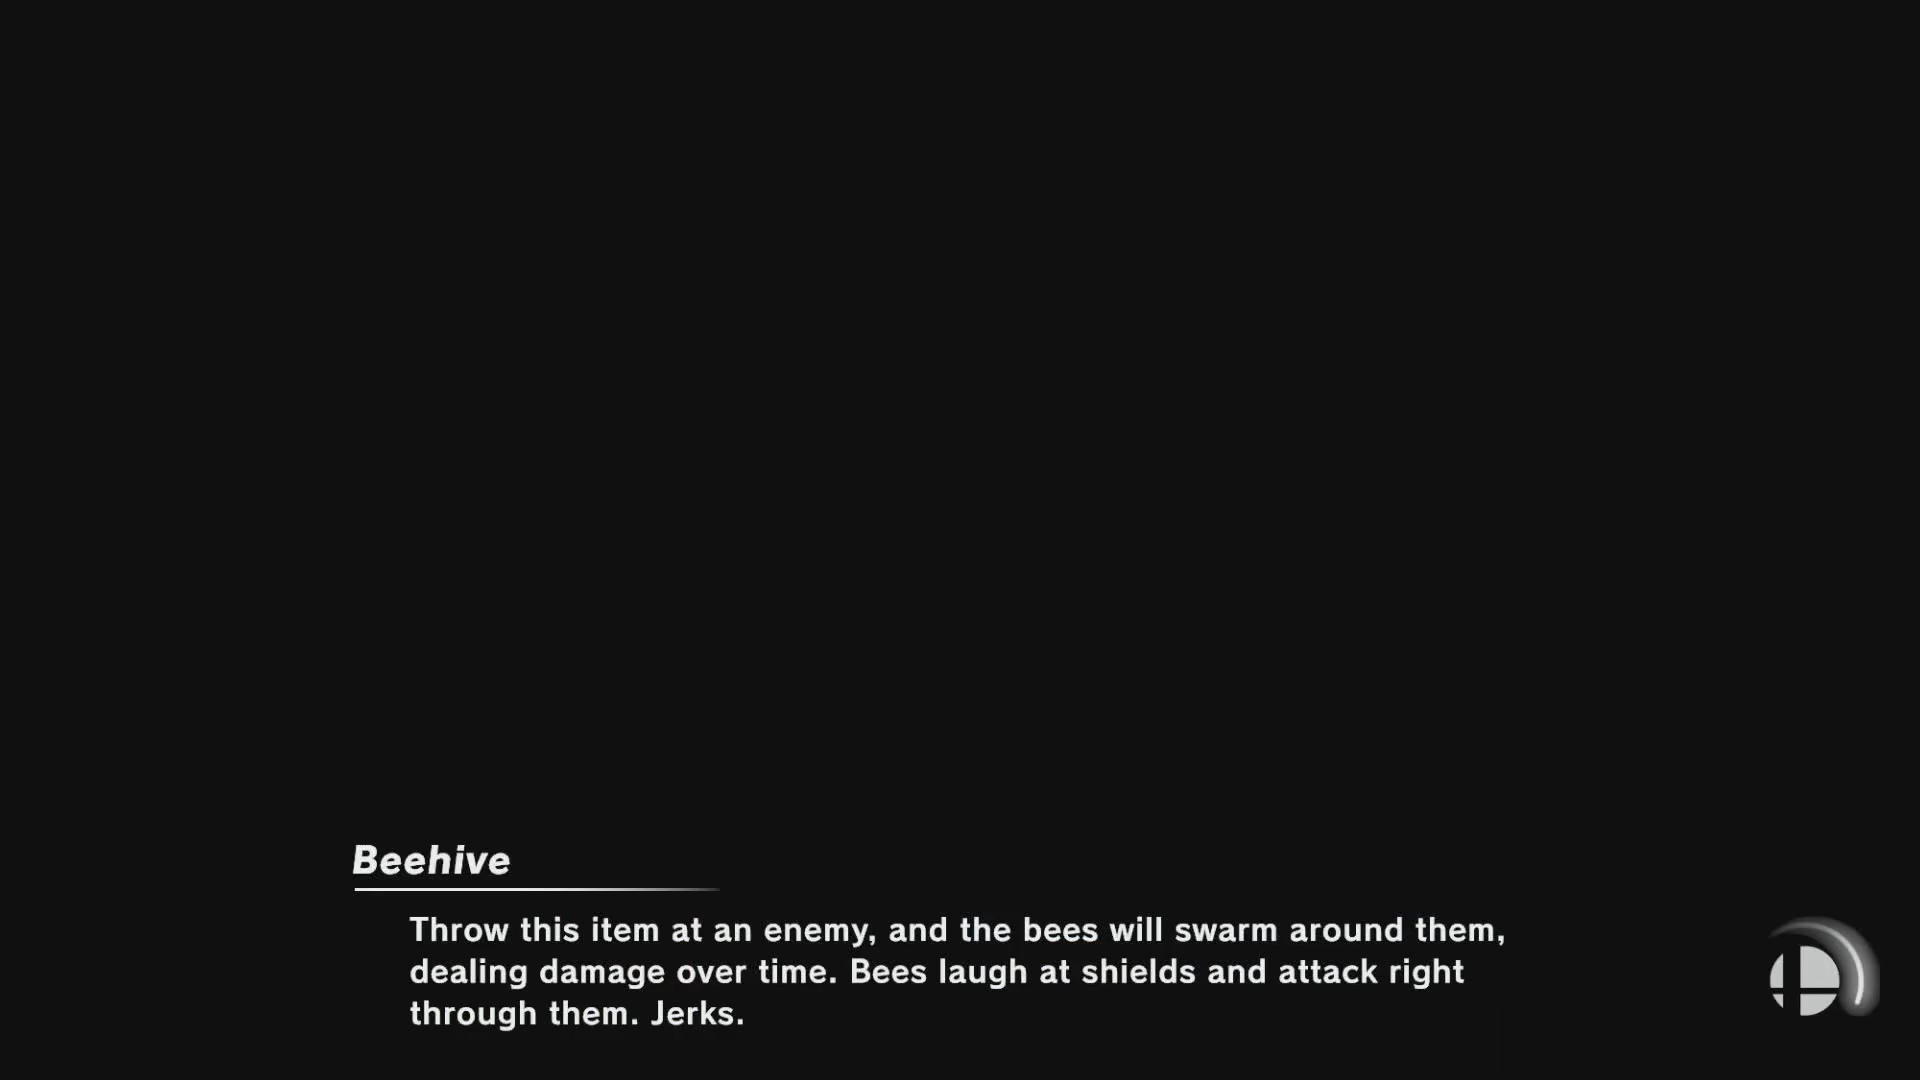 Beehive
Throw this item at an enemy, and the bees will swarm around them,
dealing damage over time. Bees laugh at shields and attack right
through them. Jerks.